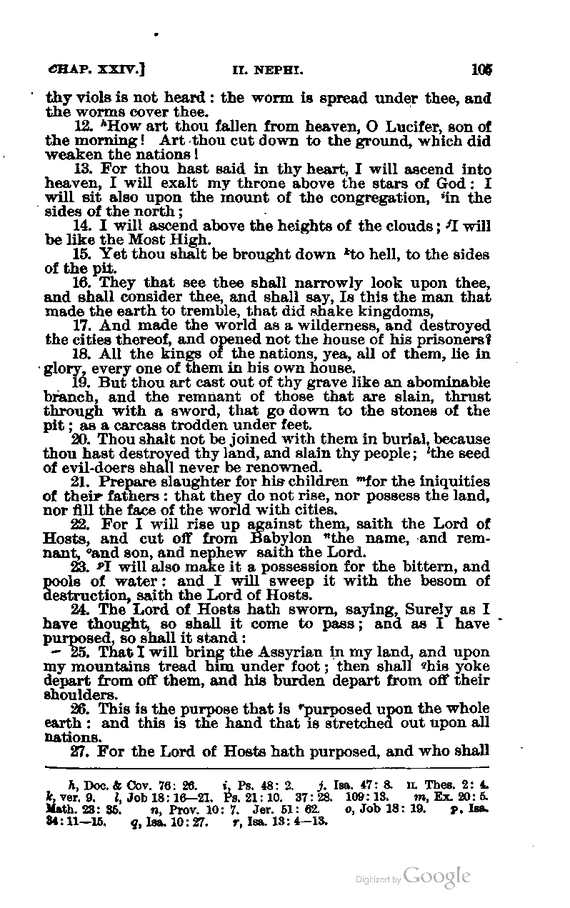 CHAP. XXIV.] II. NEPHI. 105
thy viols is not heard : the worm is spread under thee, and
the worms cover thee.
12. ʰHow art thou fallen from heaven, O Lucifer, son of
the morning! Art thou cut down to the ground, which did
weaken the nations!
13. For thou hast said in thy heart, I will ascend into
heaven, I will exalt my throne above the stars of God : I
will sit also upon the mount of the congregation, ⁱin the
sides of the north ;
14. I will ascend above the heights of the clouds ; ʲI will
be like the Most High.
15. Yet thou shalt be brought down ᵏto hell, to the sides
of the pit.
16. They that see thee shall narrowly look upon thee,
and shall consider thee, and shall say, Is this the man that
made the earth to tremble, that did shake kingdoms,
17. And made the world as a wilderness, and destroyed
the cities thereof, and opened not the house of his prisoners?
18. All the kings of the nations, yea, all of them, lie in
glory, every one of them in his own house.
19. But thou art cast out of thy grave like an abominable
branch, and the remnant of those that are slain, thrust
through with a sword, that go down to the stones of the
pit ; as a carcass trodden under feet.
20. Thou shalt not be joined with them in burial, because
thou hast destroyed thy land, and slain thy people ; ˡthe seed
of evil-doers shall never be renowned.
21. Prepare slaughter for his children ᵐfor the iniquities
of their fathers : that they do not rise, nor possess the land,
nor fill the face of the world with cities.
22. For I will rise up against them, saith the Lord of
Hosts, and cut off from Babylon ⁿthe name, and rem-
nant, ᵒand son, and nephew saith the Lord.
23. ᵖI will also make it a possession for the bittern, and
pools of water : and I will sweep it with the besom of
destruction, saith the Lord of Hosts.
24. The Lord of Hosts hath sworn, saying, Surely as I
have thought, so shall it come to pass ; and as I have
purposed, so shall it stand :
25. That I will bring the Assyrian in my land, and upon
my mountains tread him under foot ; then shall qhis yoke
depart from off them, and his burden depart from off their
shoulders.
26. This is the purpose that is ʳpurposed upon the whole
earth : and this is the hand that is stretched out upon all
nations.
27. For the Lord of Hosts hath purposed, and who shall
h, Doc. & Cov. 76: 26. i, Ps. 48: 2. j, Isa. 47: 8. II. Thes. 2: 4.
k, ver. 9. l, Job 18: 16—21. Ps. 21: 10. 37: 28. 109: 13. m, Ex. 20: 5.
Math. 23: 35. n, Prov. 10: 7. Jer. 51: 62. o, Job 18: 19. p, Isa.
34: 11—15. q, Isa. 10: 27. r, Isa. 13: 4—13.
Digitized by Google